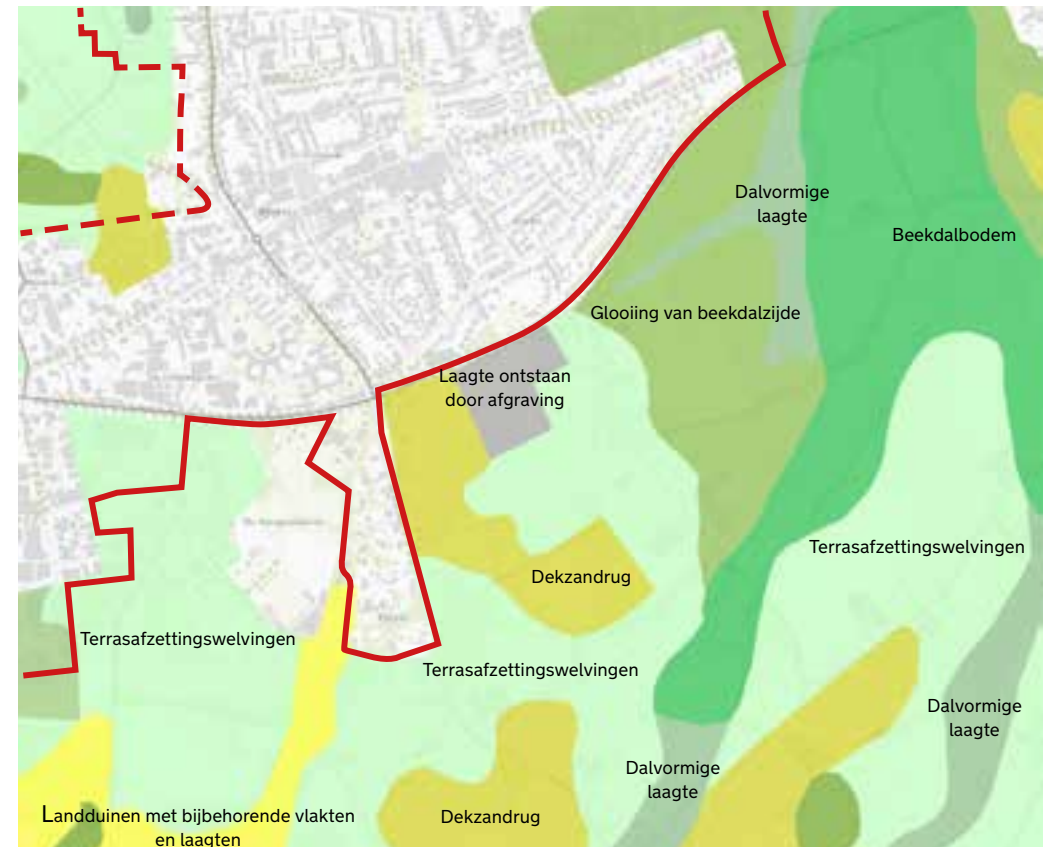 Dalvormige
laagte
Beekdalbodem
Glooiing van beekdalzijde
Laagte ontstaan
door afgraving
Terrasafzettingswelvingen
Dekzandrug
Terrasafzettingswelvingen
Terrasafzettingswelvingen
Dalvormige
laagte
Dalvormige
laagte
Landduinen met bijbehorende vlakten
en laagten
Dekzandrug